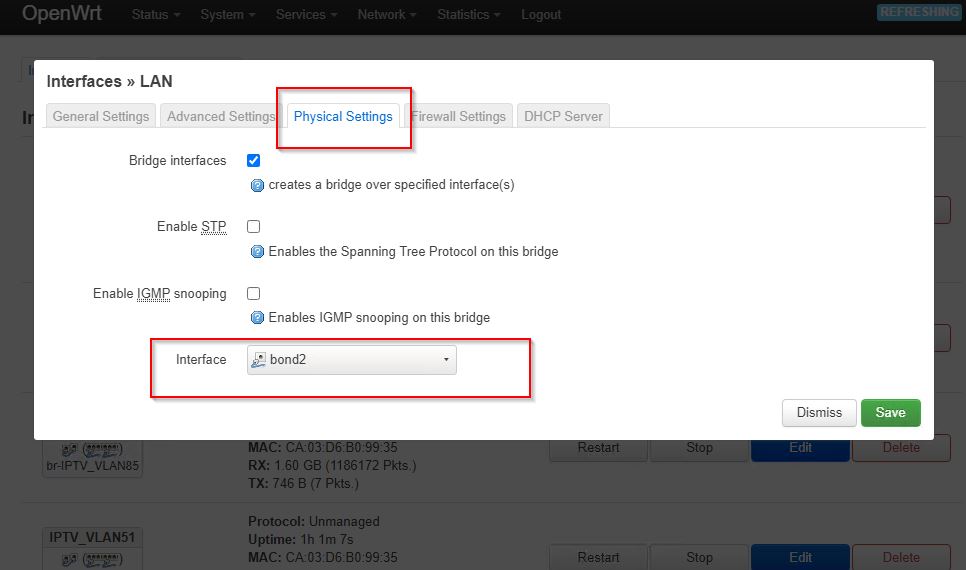 OpenWrt Status System Services Network Statistics Logout REFRESHING
Interfaces » LAN
General Settings Advanced Settings Physical Settings Firewall Settings DHCP Server
Bridge interfaces
creates a bridge over specified interface(s)
Enable STP
Enables the Spanning Tree Protocol on this bridge
Enable IGMP snooping
Enables IGMP snooping on this bridge
Interface bond2
Dismiss Save
br-IPTV_VLAN85
MAC: CA:03:D6:B0:99:35
RX: 1.60 GB (1186172 Pkts.)
TX: 746 B (7 Pkts.)
Restart Stop Edit Delete
IPTV_VLAN51
Protocol: Unmanaged
Uptime: 1h 1m 7s
MAC: CA:03:D6:B0:99:35
Restart Stop Edit Delete